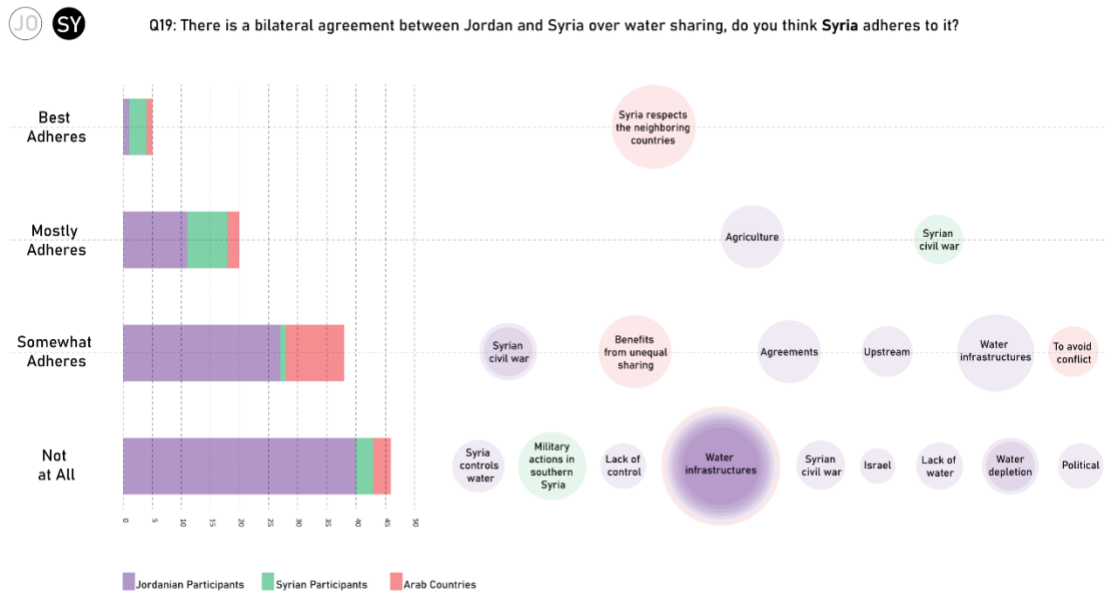 JO SY
Q19: There is a bilateral agreement between Jordan and Syria over water sharing, do you think Syria adheres to it?
Best
Adheres
Syria respects
the neighboring
countries
Mostly
Adheres
Agriculture
Syrian
civil war
Somewhat
Adheres
Syrian
civil war
Benefits
from unequal
sharing
Agreements
Upstream
Water
infrastructures
To avoid
conflict
Not
at All
Syria
controls
water
Military
actions in
southern
Syria
Lack of
control
Water
infrastructures
Syrian
civil war
Israel
Lack of
water
Water
depletion
Political
0 5 10 15 20 25 30 35 40 45 50
Jordanian Participants
Syrian Participants
Arab Countries